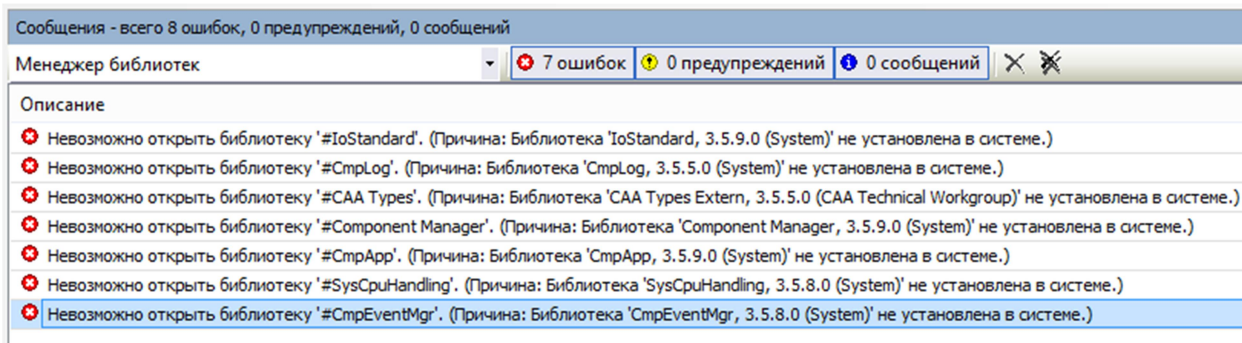 Сообщения - всего 8 ошибок, 0 предупреждений, 0 сообщений
Менеджер библиотек 7 ошибок 0 предупреждений 0 сообщений
Описание
Невозможно открыть библиотеку '#IoStandard'. (Причина: Библиотека 'IoStandard, 3.5.9.0 (System)' не установлена в системе.)
Невозможно открыть библиотеку '#CmpLog'. (Причина: Библиотека 'CmpLog, 3.5.5.0 (System)' не установлена в системе.)
Невозможно открыть библиотеку '#CAA Types'. (Причина: Библиотека 'CAA Types Extern, 3.5.5.0 (CAA Technical Workgroup)' не установлена в системе.)
Невозможно открыть библиотеку '#Component Manager'. (Причина: Библиотека 'Component Manager, 3.5.9.0 (System)' не установлена в системе.)
Невозможно открыть библиотеку '#CmpApp'. (Причина: Библиотека 'CmpApp, 3.5.9.0 (System)' не установлена в системе.)
Невозможно открыть библиотеку '#SysCpuHandling'. (Причина: Библиотека 'SysCpuHandling, 3.5.8.0 (System)' не установлена в системе.)
Невозможно открыть библиотеку '#CmpEventMgr'. (Причина: Библиотека 'CmpEventMgr, 3.5.8.0 (System)' не установлена в системе.)